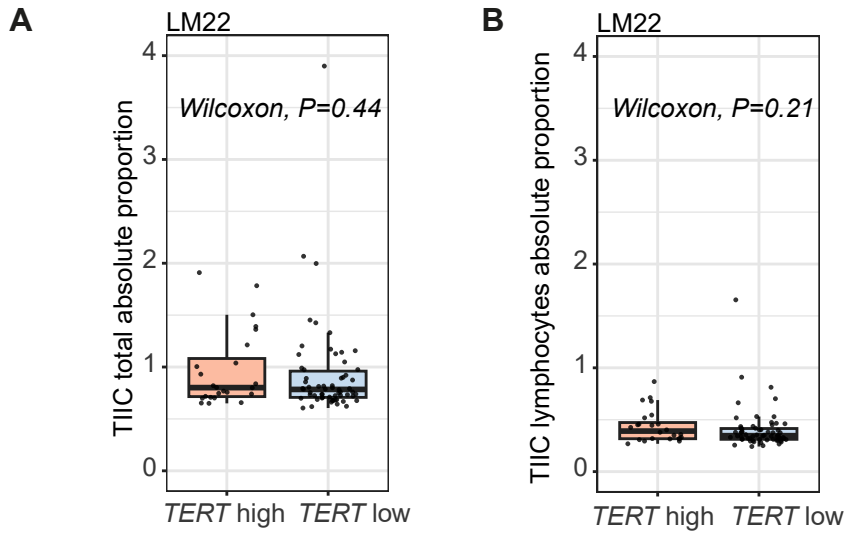 A
LM22
TIIC total absolute proportion
4
3
2
1
0
Wilcoxon, P=0.44
TERT high TERT low
B
LM22
TIIC lymphocytes absolute proportion
4
3
2
1
0
Wilcoxon, P=0.21
TERT high TERT low